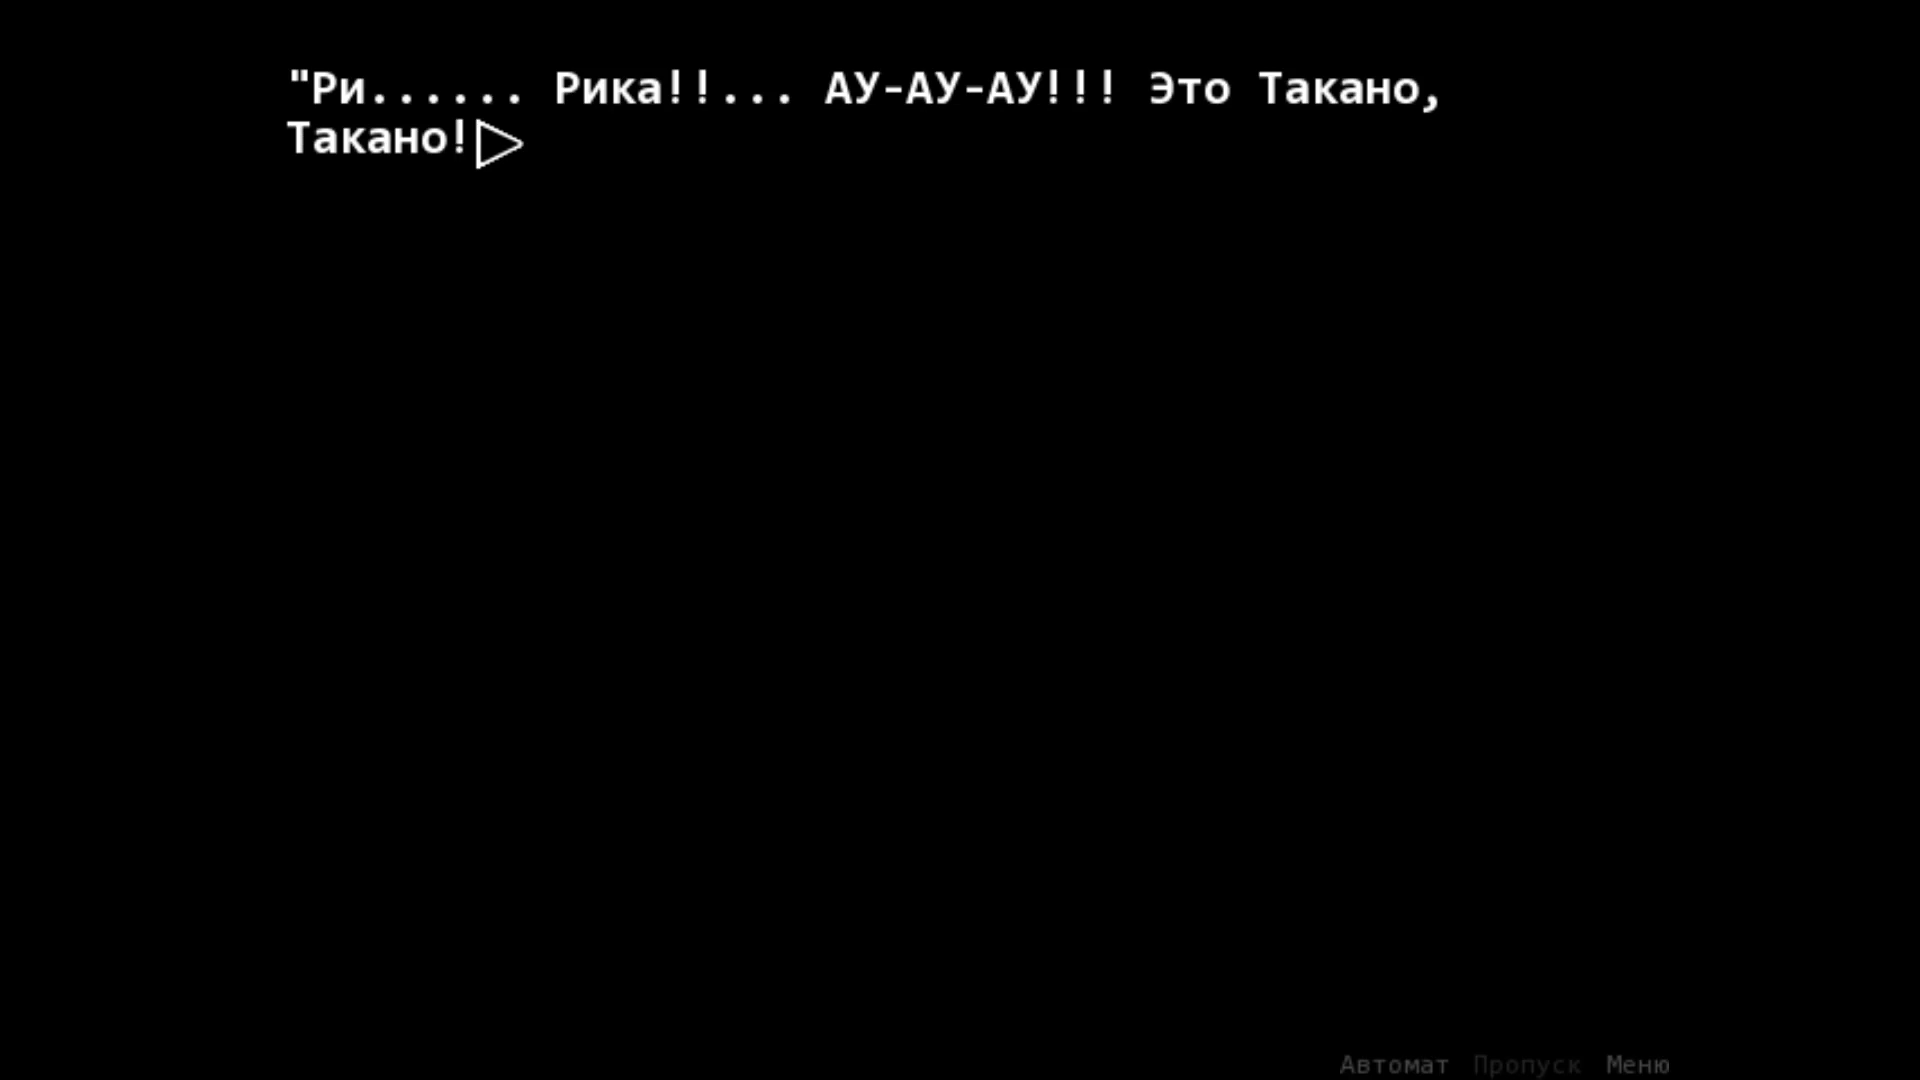 "Ри...... Рика!!... АУ-АУ-АУ!!! Это Такано,
Такано!
Автомат Пропуск Меню